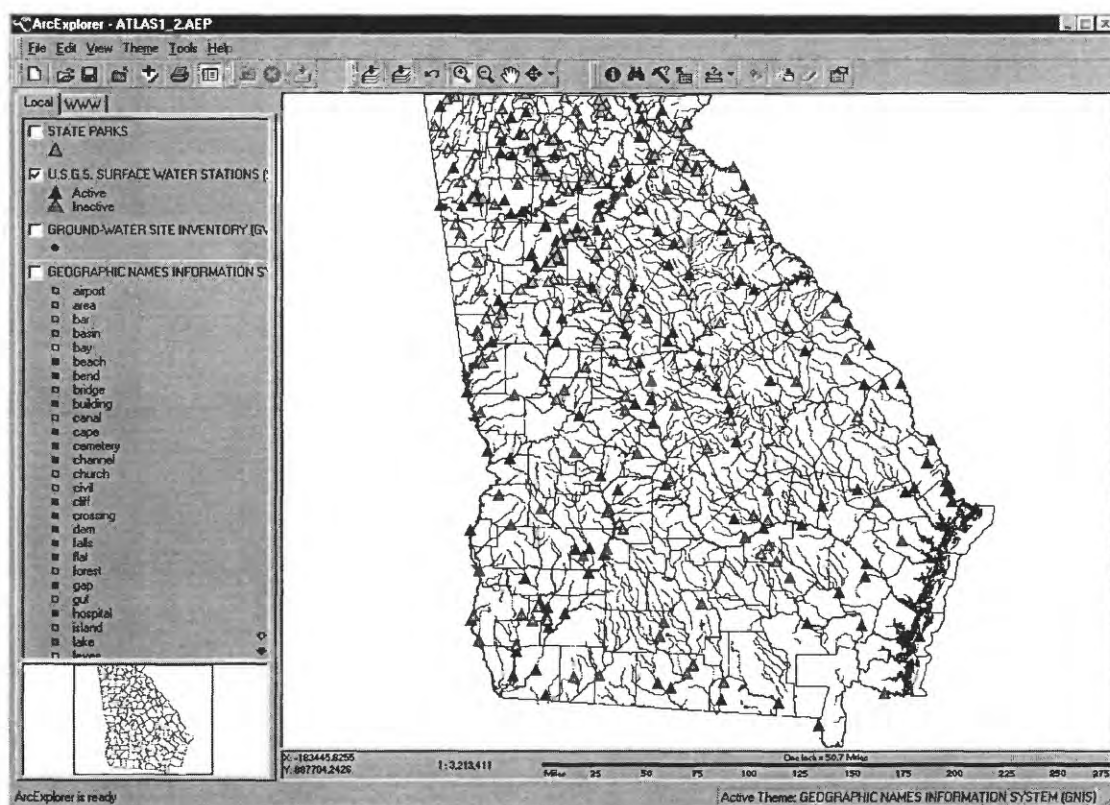 ArcExplorer - ATLAS1_2.AEP
File Edit View Theme Tools Help
Local WWW
STATE PARKS
U.S.G.S. SURFACE WATER STATIONS (
Active
Inactive
GROUND-WATER SITE INVENTORY (GV
GEOGRAPHIC NAMES INFORMATION SY
airport
area
bar
basin
bay
beach
bend
bridge
building
canal
cape
cemetery
channel
church
civil
cliff
crossing
dam
falls
flat
forest
gap
gut
hospital
island
lake
levee
X: -183445.8255
Y: 887704.2426
1: 3,213,411
One Inch = 50.7 Miles
Miles 25 50 75 100 125 150 175 200 225 250 275
ArcExplorer is ready
Active Theme: GEOGRAPHIC NAMES INFORMATION SYSTEM (GNIS)